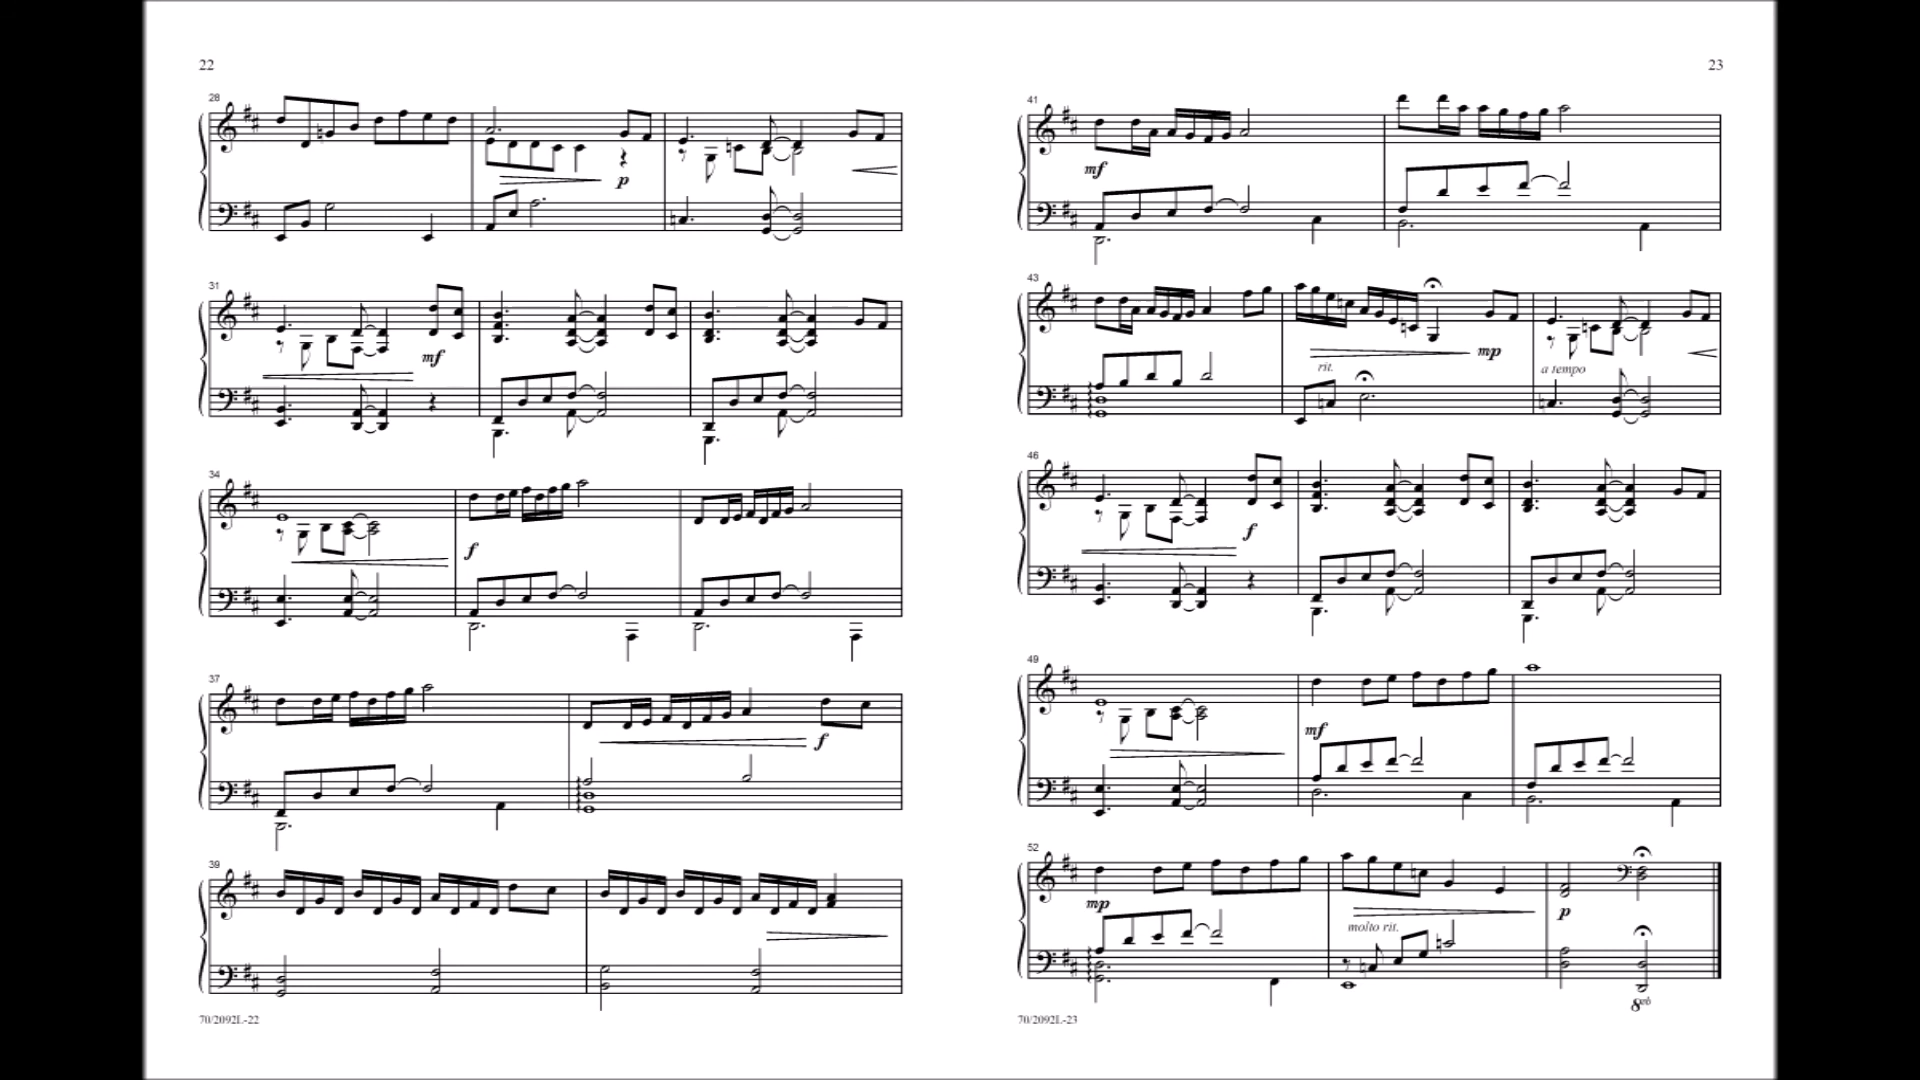 22
28
p
31
mf
34
f
37
f
39
70/2092L-22
23
41
mf
43
rit.
mp
a tempo
46
f
49
mf
52
mp
molto rit.
p
8vb
70/2092L-23